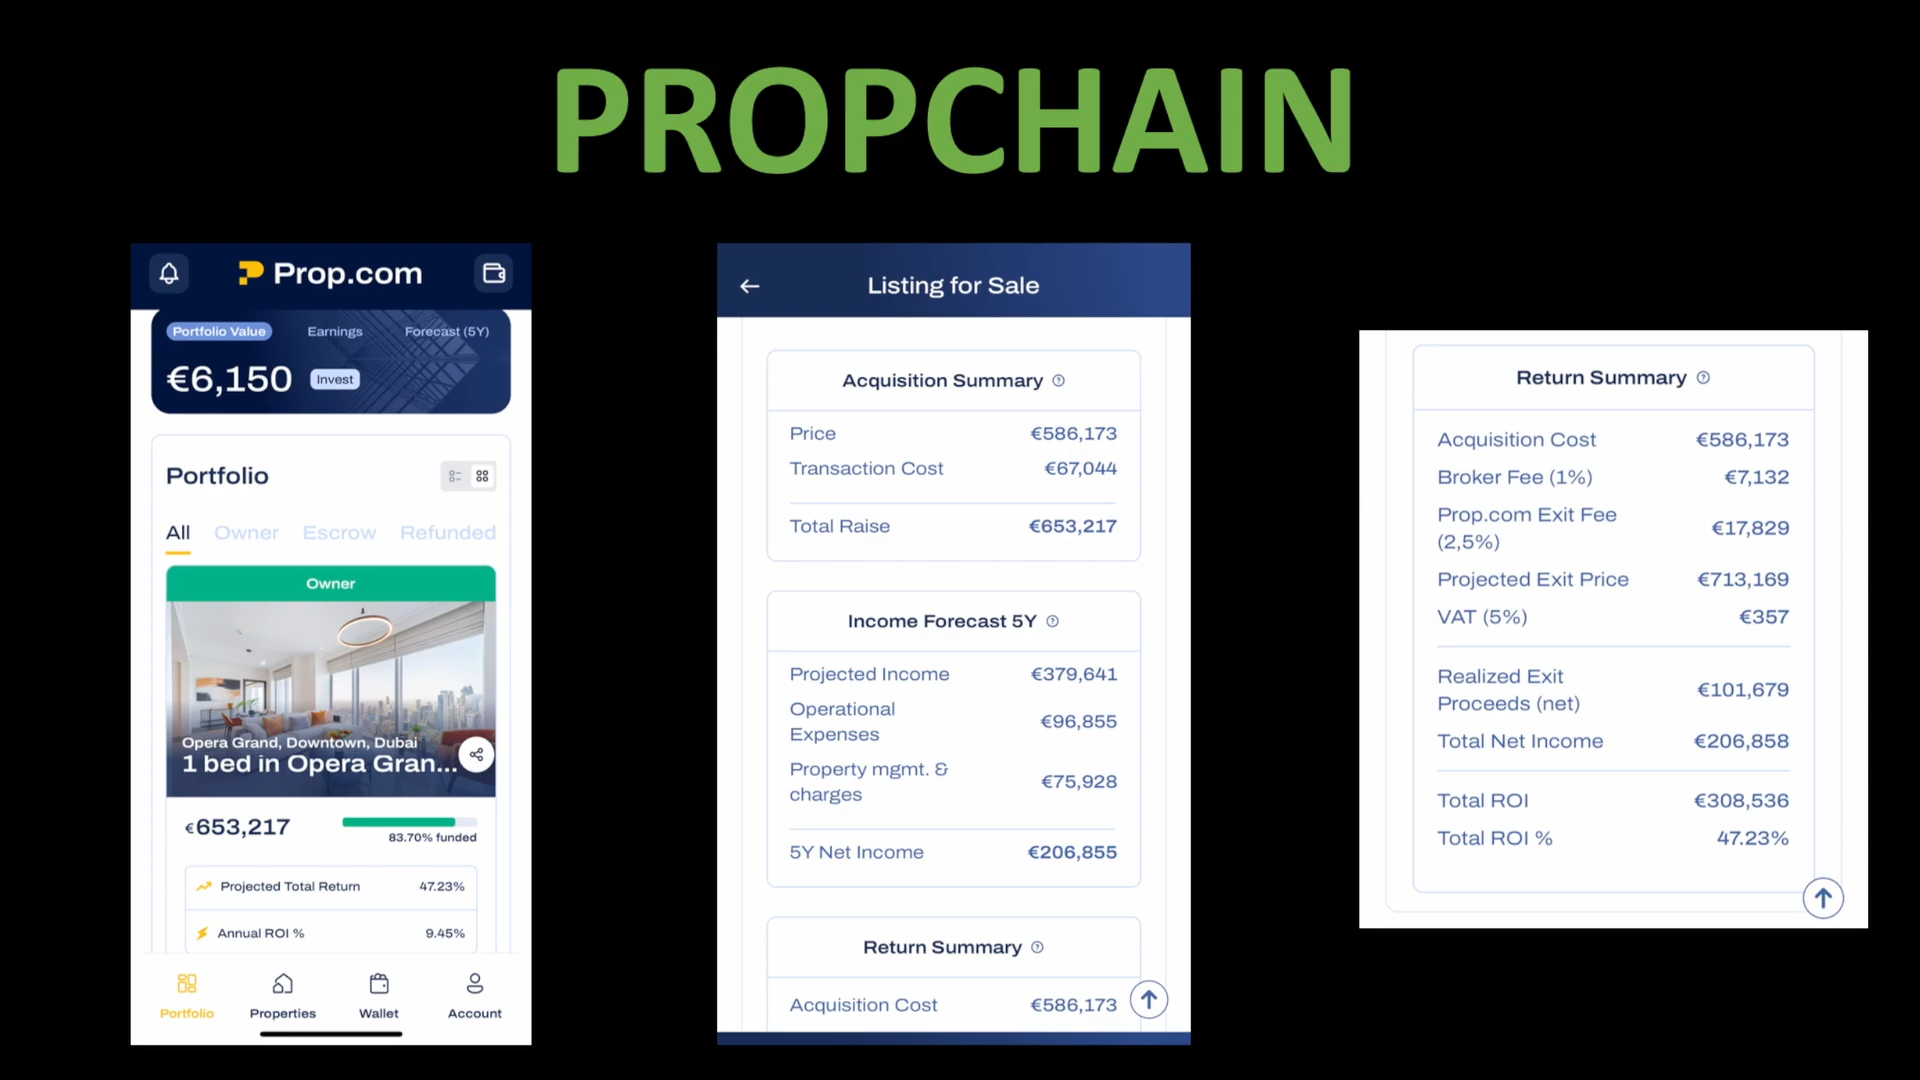 PROPCHAIN
Prop.com
Portfolio Value Earnings Forecast (5Y)
€6,150 Invest
Portfolio
All Owner Escrow Refunded
Owner
Opera Grand, Downtown, Dubai
1 bed in Opera Gran...
€653,217
83.70% funded
Projected Total Return 47.23%
Annual ROI % 9.45%
Portfolio Properties Wallet Account
Listing for Sale
Acquisition Summary
Price €586,173
Transaction Cost €67,044
Total Raise €653,217
Income Forecast 5Y
Projected Income €379,641
Operational
Expenses €96,855
Property mgmt. &
charges €75,928
5Y Net Income €206,855
Return Summary
Acquisition Cost €586,173
Return Summary
Acquisition Cost €586,173
Broker Fee (1%) €7,132
Prop.com Exit Fee
(2,5%) €17,829
Projected Exit Price €713,169
VAT (5%) €357
Realized Exit
Proceeds (net) €101,679
Total Net Income €206,858
Total ROI €308,536
Total ROI % 47.23%